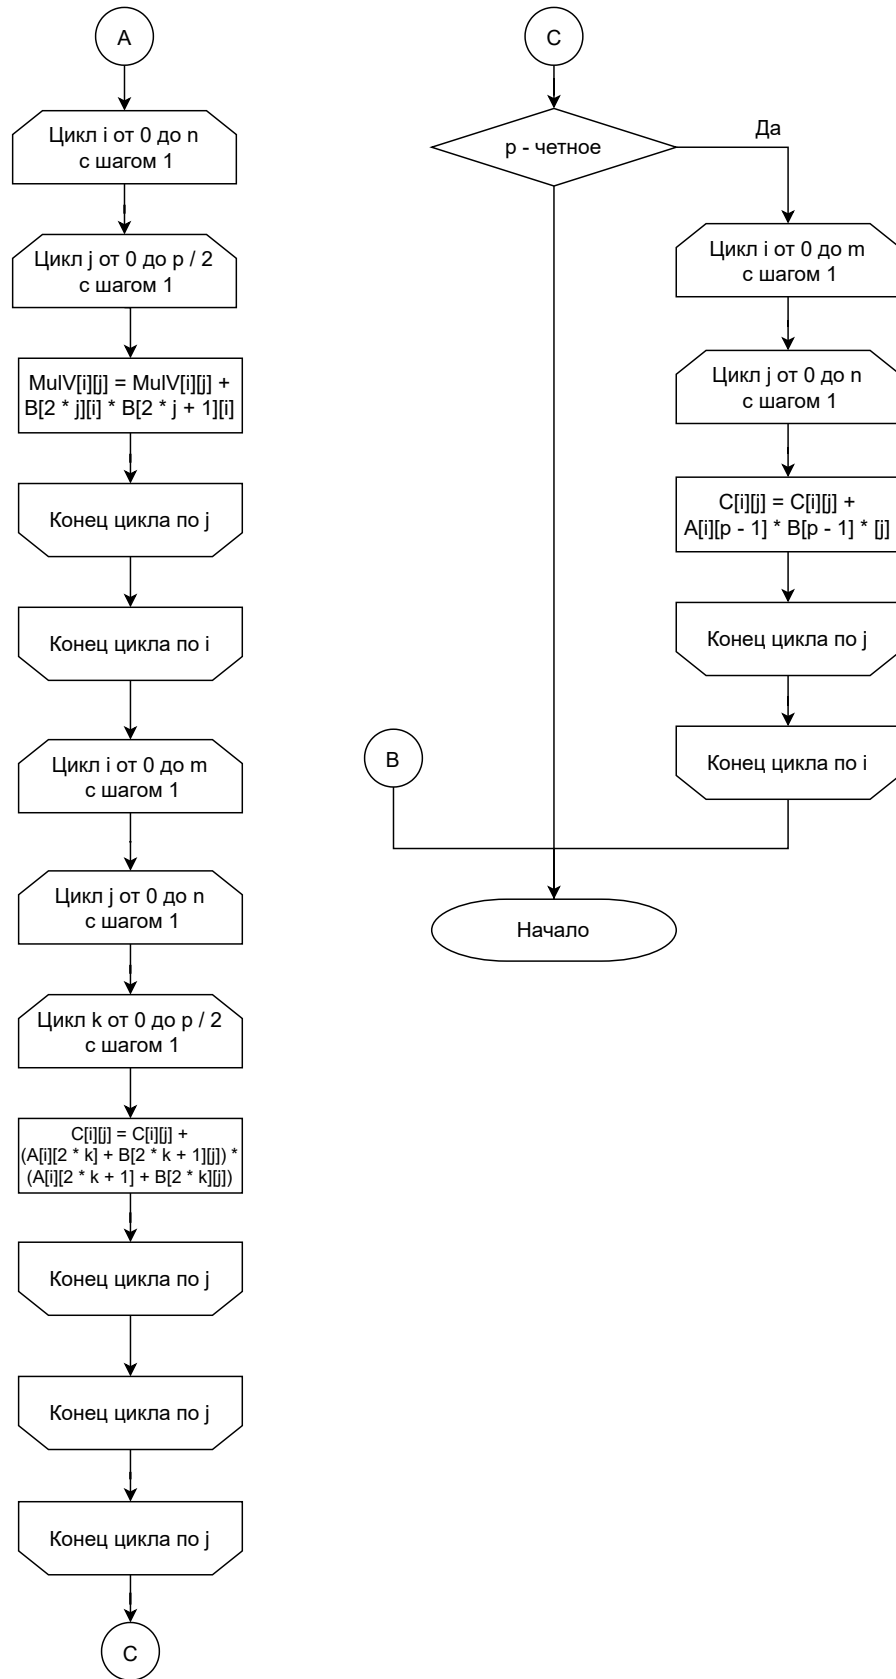 A
Цикл i от 0 до n
с шагом 1
Цикл j от 0 до p / 2
с шагом 1
MulV[i][j] = MulV[i][j] +
B[2 * j][i] * B[2 * j + 1][i]
Конец цикла по j
Конец цикла по i
Цикл i от 0 до m
с шагом 1
Цикл j от 0 до n
с шагом 1
Цикл k от 0 до p / 2
с шагом 1
C[i][j] = C[i][j] +
(A[i][2 * k] + B[2 * k + 1][j]) *
(A[i][2 * k + 1] + B[2 * k][j])
Конец цикла по j
Конец цикла по j
Конец цикла по j
C
C
p - четное
Да
Цикл i от 0 до m
с шагом 1
Цикл j от 0 до n
с шагом 1
C[i][j] = C[i][j] +
A[i][p - 1] * B[p - 1] * [j]
Конец цикла по j
Конец цикла по i
B
Начало